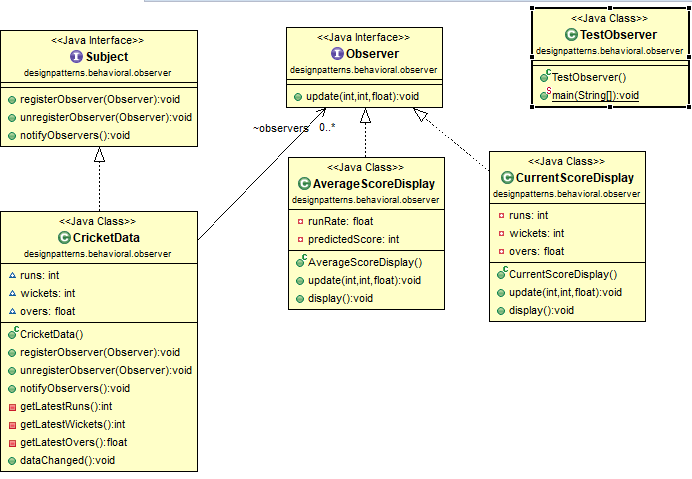 <<Java Interface>>
Subject
designpatterns.behavioral.observer
registerObserver(Observer):void
unregisterObserver(Observer):void
notifyObservers():void
<<Java Interface>>
Observer
designpatterns.behavioral.observer
update(int,int,float):void
<<Java Class>>
TestObserver
designpatterns.behavioral.observer
TestObserver()
main(String[]):void
~observers 0..*
<<Java Class>>
CricketData
designpatterns.behavioral.observer
runs: int
wickets: int
overs: float
CricketData()
registerObserver(Observer):void
unregisterObserver(Observer):void
notifyObservers():void
getLatestRuns():int
getLatestWickets():int
getLatestOvers():float
dataChanged():void
<<Java Class>>
AverageScoreDisplay
designpatterns.behavioral.observer
runRate: float
predictedScore: int
AverageScoreDisplay()
update(int,int,float):void
display():void
<<Java Class>>
CurrentScoreDisplay
designpatterns.behavioral.observer
runs: int
wickets: int
overs: float
CurrentScoreDisplay()
update(int,int,float):void
display():void